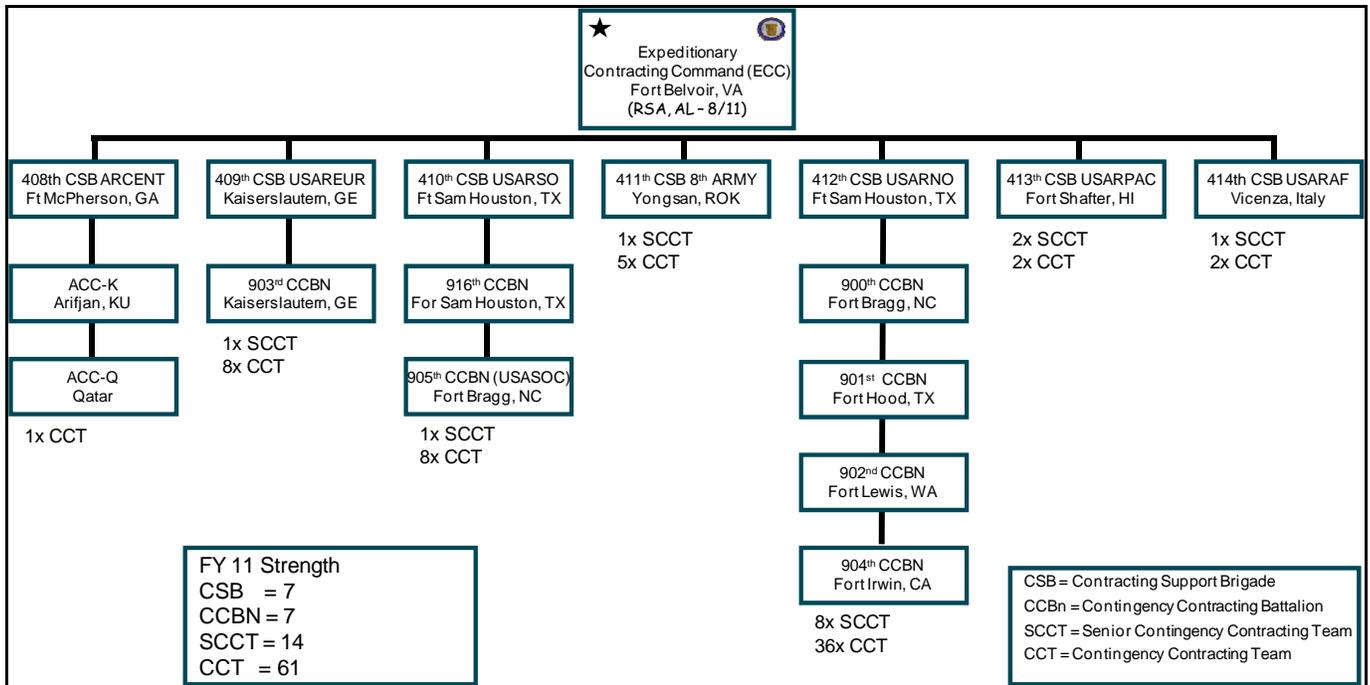 Expeditionary
Contracting Command (ECC)
Fort Belvoir, VA
(RSA, AL – 8/11)
408th CSB ARCENT
Ft McPherson, GA
409th CSB USAREUR
Kaiserslautern, GE
410th CSB USARSO
Ft Sam Houston, TX
411th CSB 8th ARMY
Yongsan, ROK
412th CSB USARNO
Ft Sam Houston, TX
413th CSB USARPAC
Fort Shafter, HI
414th CSB USARAF
Vicenza, Italy
1x SCCT
5x CCT
2x SCCT
2x CCT
1x SCCT
2x CCT
ACC-K
Arifjan, KU
903rd CCBN
Kaiserslautern, GE
916th CCBN
For Sam Houston, TX
900th CCBN
Fort Bragg, NC
1x SCCT
8x CCT
ACC-Q
Qatar
905th CCBN (USASOC)
Fort Bragg, NC
901st CCBN
Fort Hood, TX
1x CCT
1x SCCT
8x CCT
902nd CCBN
Fort Lewis, WA
904th CCBN
Fort Irwin, CA
8x SCCT
36x CCT
FY 11 Strength
CSB = 7
CCBN = 7
SCCT = 14
CCT = 61
CSB = Contracting Support Brigade
CCBn = Contingency Contracting Battalion
SCCT = Senior Contingency Contracting Team
CCT = Contingency Contracting Team